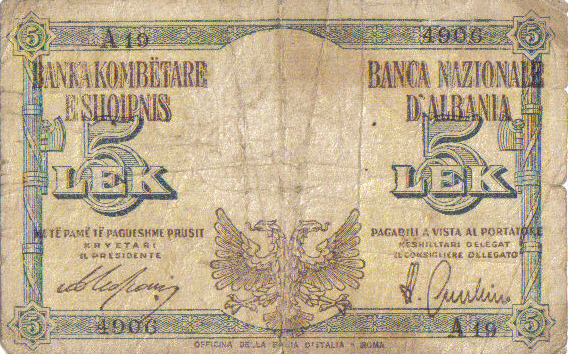 5 A 19 4906 5
BANKA KOMBËTARE
E SHQIPNIS
5
LEK
ME TË PAMË TË PAGUESHME PRUSIT
KRYETARI
IL PRESIDENTE
BANCA NAZIONALE
D'ALBANIA
5
LEK
PAGABILI A VISTA AL PORTATORE
KËSHILLTARI DELEGAT
IL CONSIGLIERE DELEGATO
5 4906 A 19 5
OFFICINA DELLA BANCA D'ITALIA - ROMA